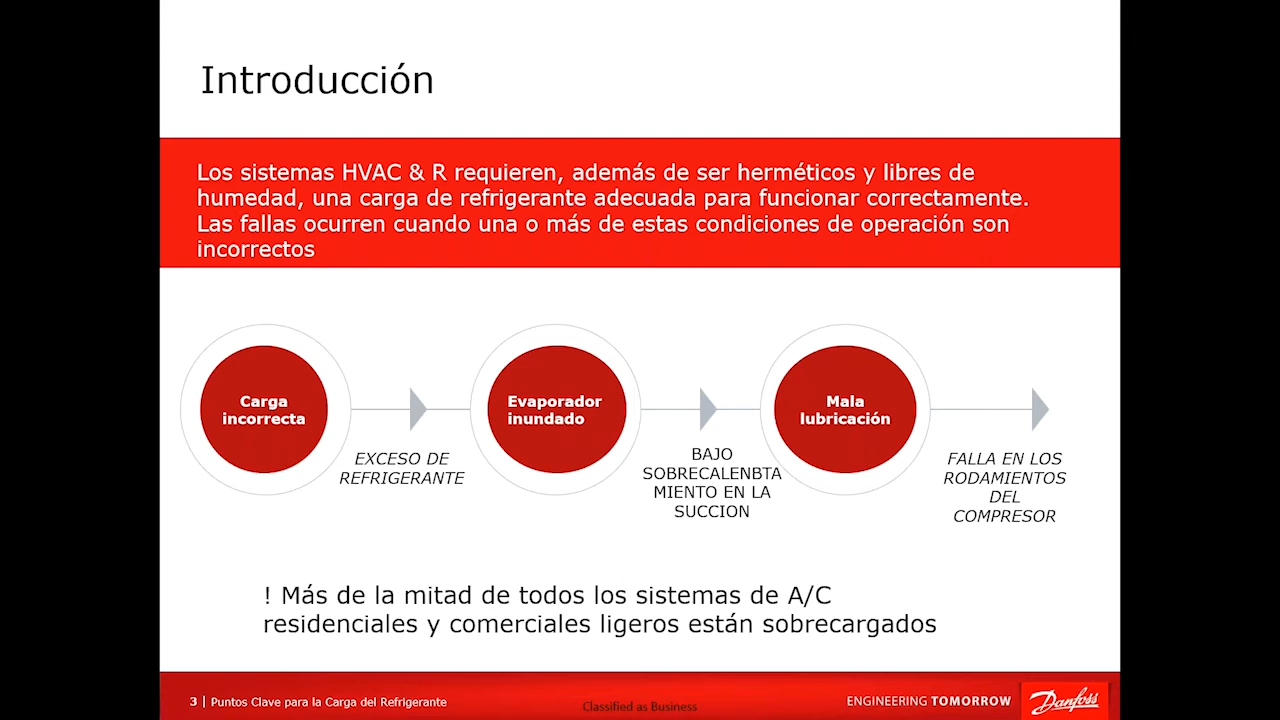 Introducción
Los sistemas HVAC & R requieren, además de ser herméticos y libres de
humedad, una carga de refrigerante adecuada para funcionar correctamente.
Las fallas ocurren cuando una o más de estas condiciones de operación son
incorrectos
Carga
incorrecta
EXCESO DE
REFRIGERANTE
Evaporador
inundado
BAJO
SOBRECALENBTA
MIENTO EN LA
SUCCION
Mala
lubricación
FALLA EN LOS
RODAMIENTOS
DEL
COMPRESOR
! Más de la mitad de todos los sistemas de A/C
residenciales y comerciales ligeros están sobrecargados
3 | Puntos Clave para la Carga del Refrigerante
Classified as Business
ENGINEERING TOMORROW
Danfoss